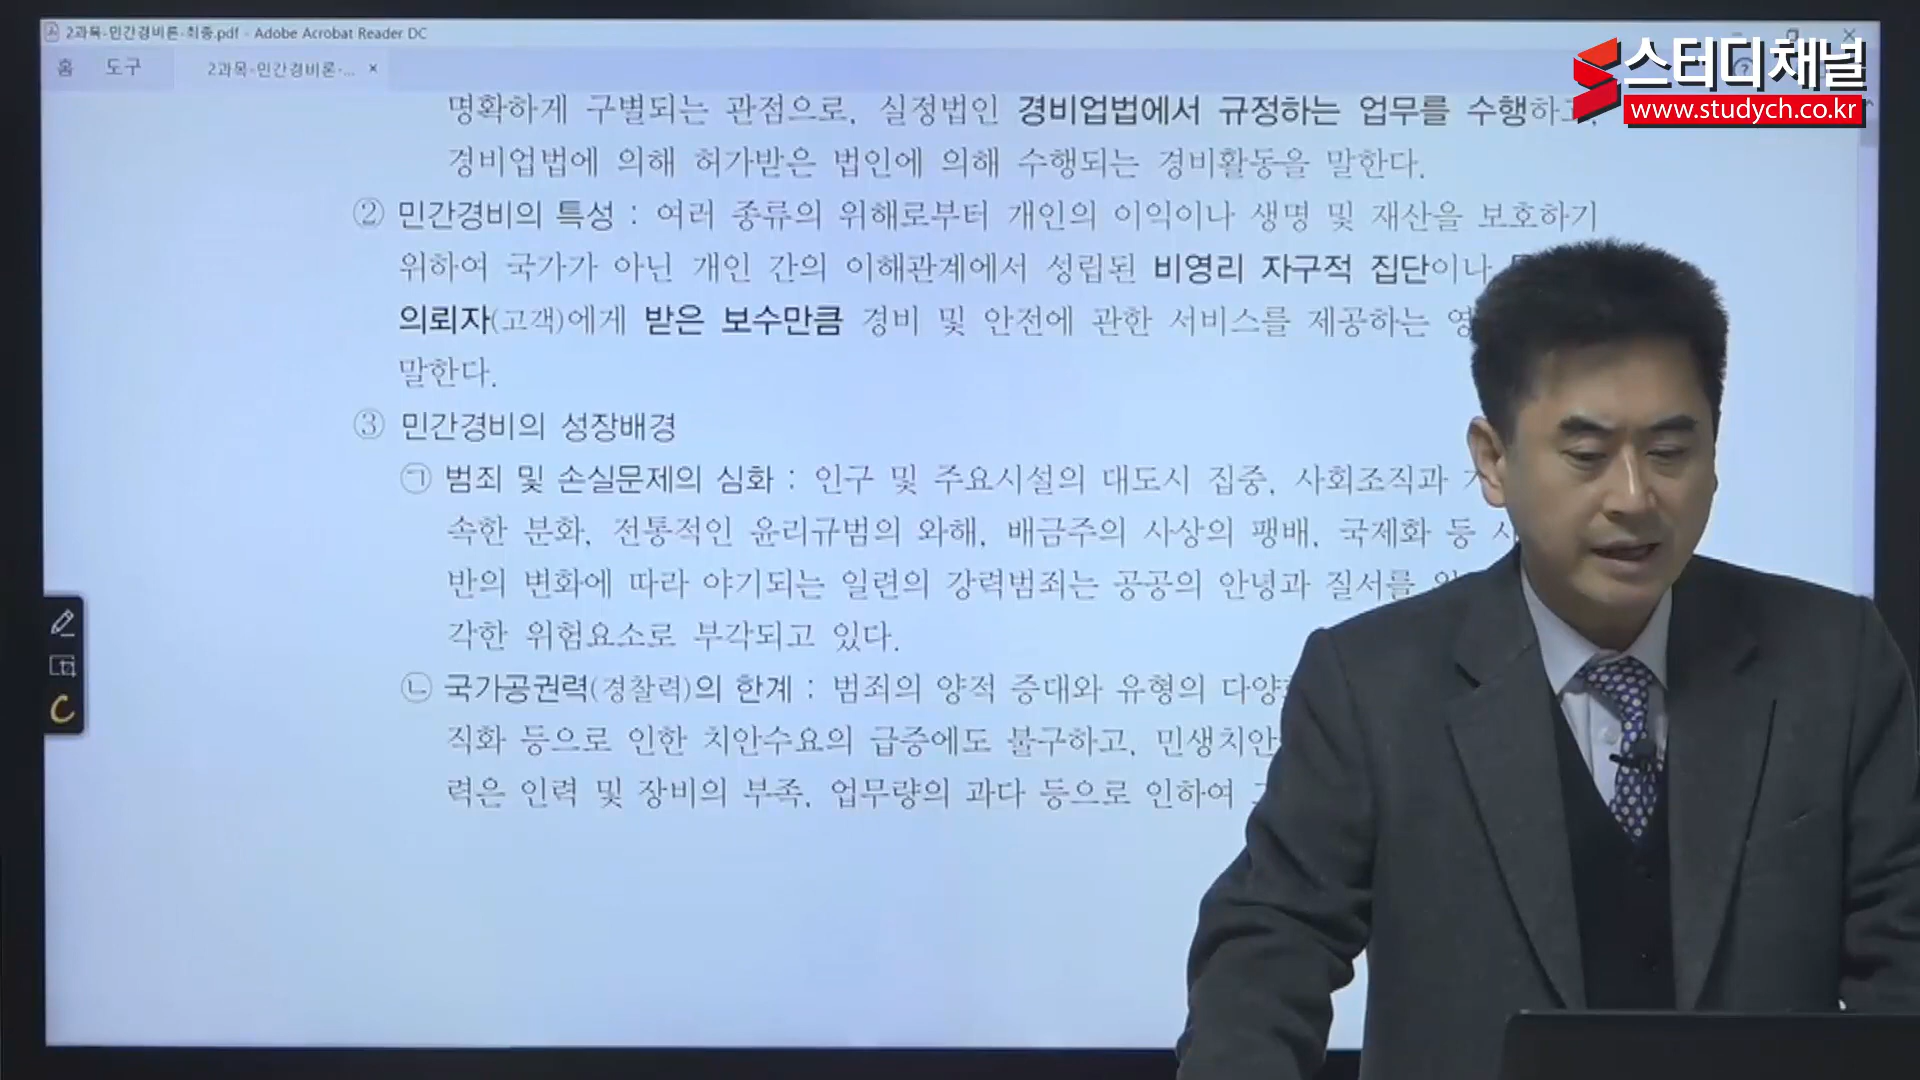 2과목-민간경비론-최종.pdf - Adobe Acrobat Reader DC
홈 도구 2과목-민간경비론-... ×
스터디채널
www.studych.co.kr
명확하게 구별되는 관점으로, 실정법인 경비업법에서 규정하는 업무를 수행하고,
경비업법에 의해 허가받은 법인에 의해 수행되는 경비활동을 말한다.
② 민간경비의 특성 : 여러 종류의 위해로부터 개인의 이익이나 생명 및 재산을 보호하기
위하여 국가가 아닌 개인 간의 이해관계에서 성립된 비영리 자구적 집단이나
의뢰자(고객)에게 받은 보수만큼 경비 및 안전에 관한 서비스를 제공하는
말한다.
③ 민간경비의 성장배경
㉠ 범죄 및 손실문제의 심화 : 인구 및 주요시설의 대도시 집중, 사회조직과
속한 분화, 전통적인 윤리규범의 와해, 배금주의 사상의 팽배, 국제화 등
반의 변화에 따라 야기되는 일련의 강력범죄는 공공의 안녕과 질서를
각한 위험요소로 부각되고 있다.
㉡ 국가공권력(경찰력)의 한계 : 범죄의 양적 증대와 유형의
직화 등으로 인한 치안수요의 급증에도 불구하고, 민생치안
력은 인력 및 장비의 부족, 업무량의 과다 등으로 인하여